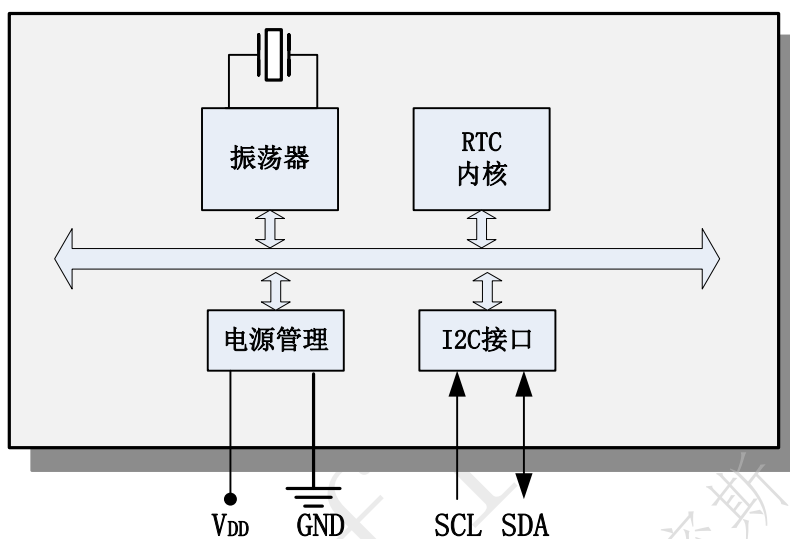 振荡器
RTC
内核
电源管理
I2C接口
VDD
GND
SCL
SDA